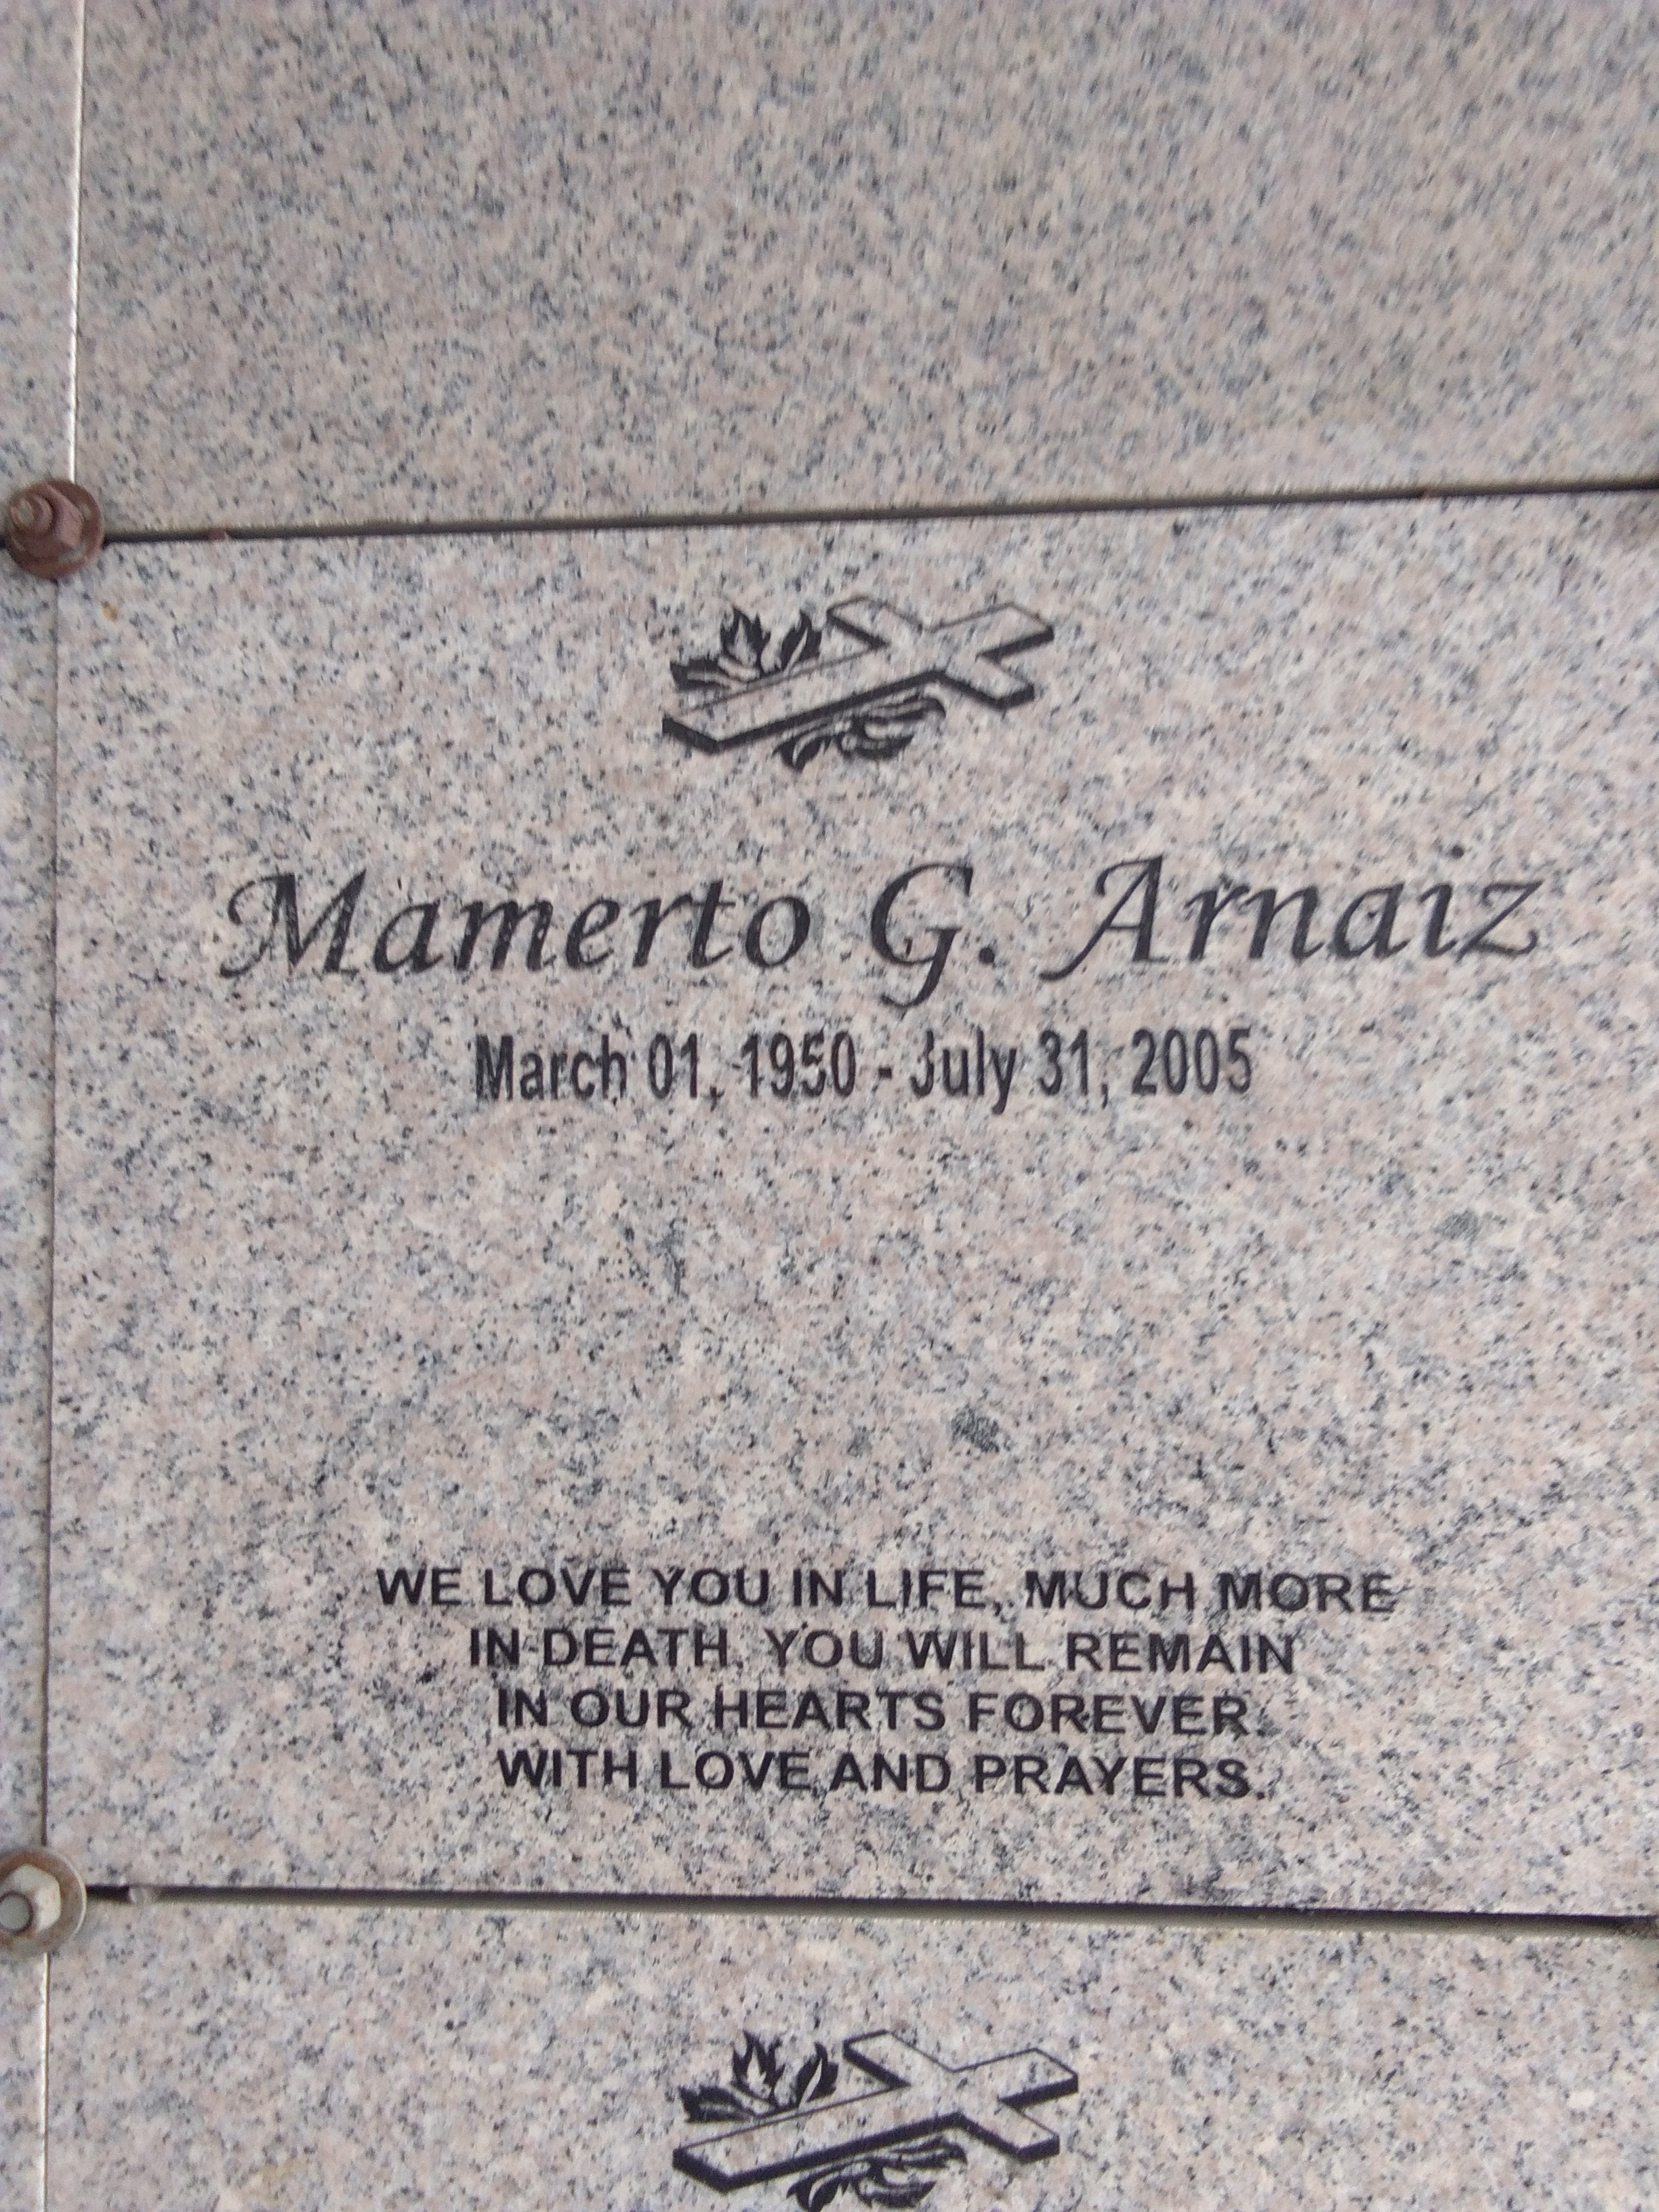 Mamerto G. Arnaiz
March 01, 1950 - July 31, 2005
WE LOVE YOU IN LIFE, MUCH MORE
IN DEATH. YOU WILL REMAIN
IN OUR HEARTS FOREVER.
WITH LOVE AND PRAYERS.